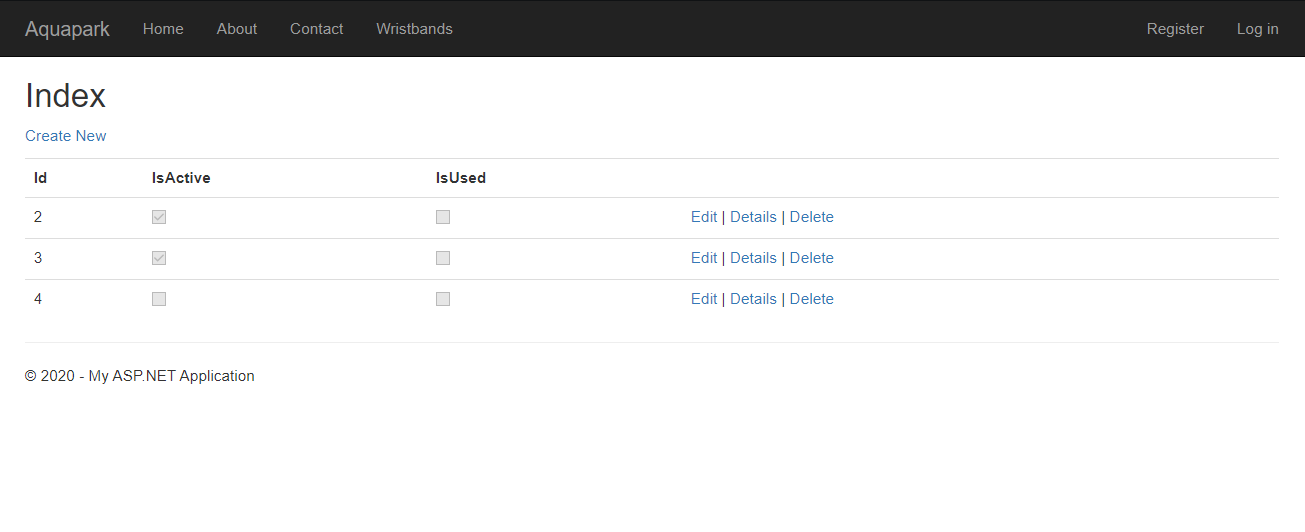 Aquapark Home About Contact Wristbands Register Log in
Index
Create New
Id IsActive IsUsed
2 Edit | Details | Delete
3 Edit | Details | Delete
4 Edit | Details | Delete
© 2020 - My ASP.NET Application